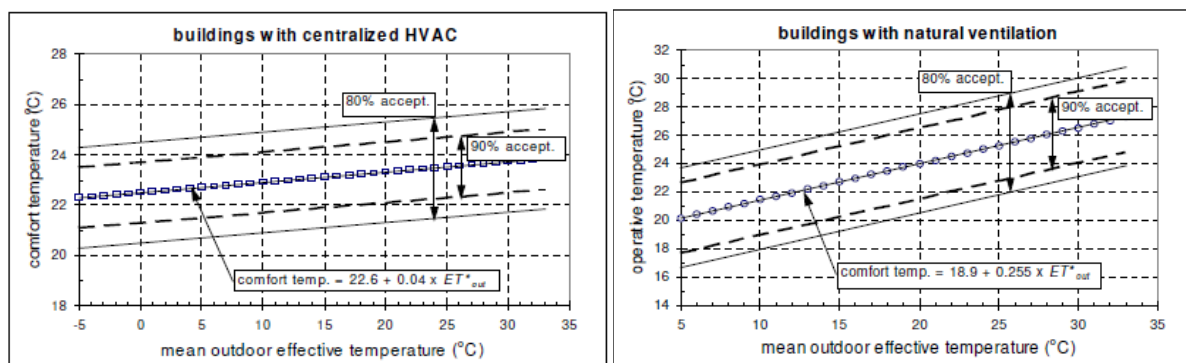 buildings with centralized HVAC
28
26
24
22
20
18
comfort temperature (°C)
80% accept.
90% accept.
comfort temp. = 22.6 + 0.04 x ET*out
-5 0 5 10 15 20 25 30 35
mean outdoor effective temperature (°C)
buildings with natural ventilation
32
30
28
26
24
22
20
18
16
14
operative temperature (°C)
80% accept.
90% accept.
comfort temp. = 18.9 + 0.255 x ET*out
5 10 15 20 25 30 35
mean outdoor effective temperature (°C)